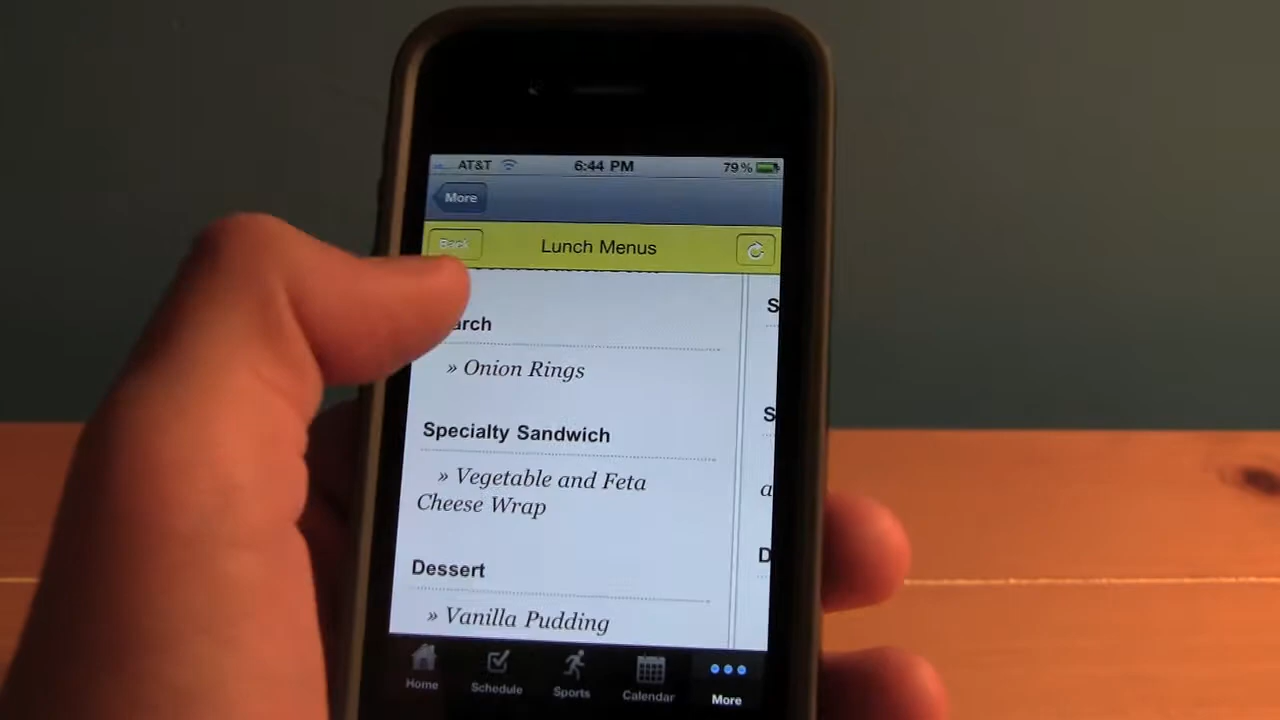 AT&T 6:44 PM 79%
More
Back Lunch Menus
» Onion Rings
Specialty Sandwich
» Vegetable and Feta
Cheese Wrap
Dessert
» Vanilla Pudding
Home Schedule Sports Calendar More